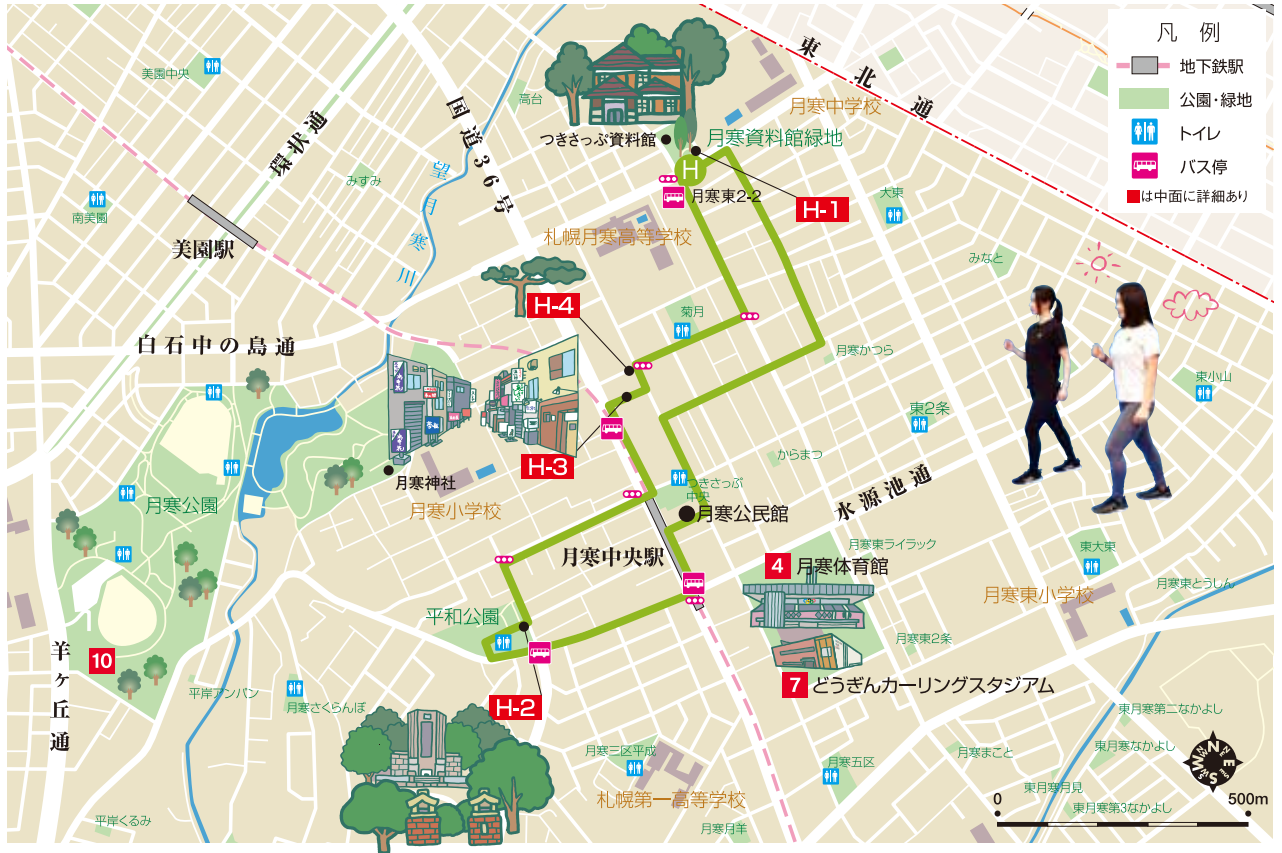 凡 例
地下鉄駅
公園・緑地
トイレ
バス停
■は中面に詳細あり
東北通
美園中央
高台
国道36号
環状通
望月寒川
月寒中学校
つきさっぷ資料館
月寒資料館緑地
H
月寒東2-2
H-1
みすみ
南美園
大東
美園駅
札幌月寒高等学校
みなと
H-4
菊月
白石中の島通
月寒かつら
東小山
東2条
H-3
からまつ
月寒神社
つきさっぷ
中央
月寒公園
月寒小学校
月寒公民館
水源池通
月寒中央駅
月寒東ライラック
東大東
4 月寒体育館
月寒東とうしん
月寒東小学校
平和公園
月寒東2条
羊ヶ丘通
10
7 どうぎんカーリングスタジアム
平岸アンパン
月寒さくらんぼ
H-2
東月寒第二なかよし
月寒三区平成
月寒まこと
東月寒なかよし
月寒五区
N
E
S
W
東月寒月見
札幌第一高等学校
0
500m
東月寒第3なかよし
平岸くるみ
月寒月羊